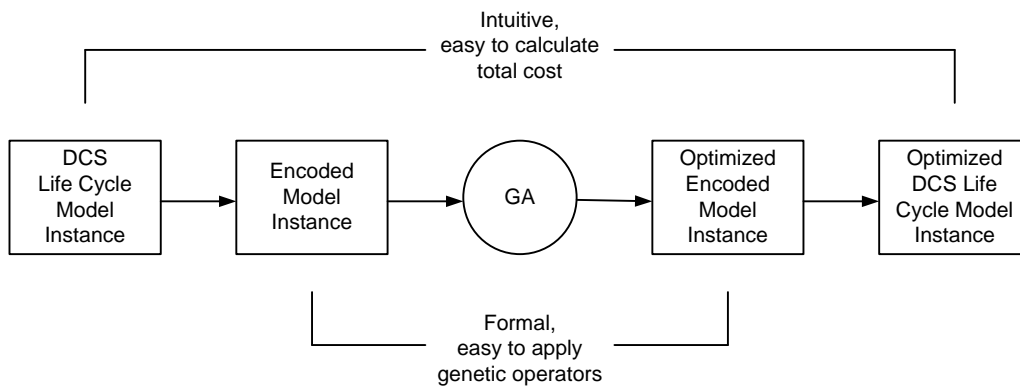 Intuitive,
easy to calculate
total cost
DCS
Life Cycle
Model
Instance
Encoded
Model
Instance
GA
Optimized
Encoded
Model
Instance
Optimized
DCS Life
Cycle Model
Instance
Formal,
easy to apply
genetic operators